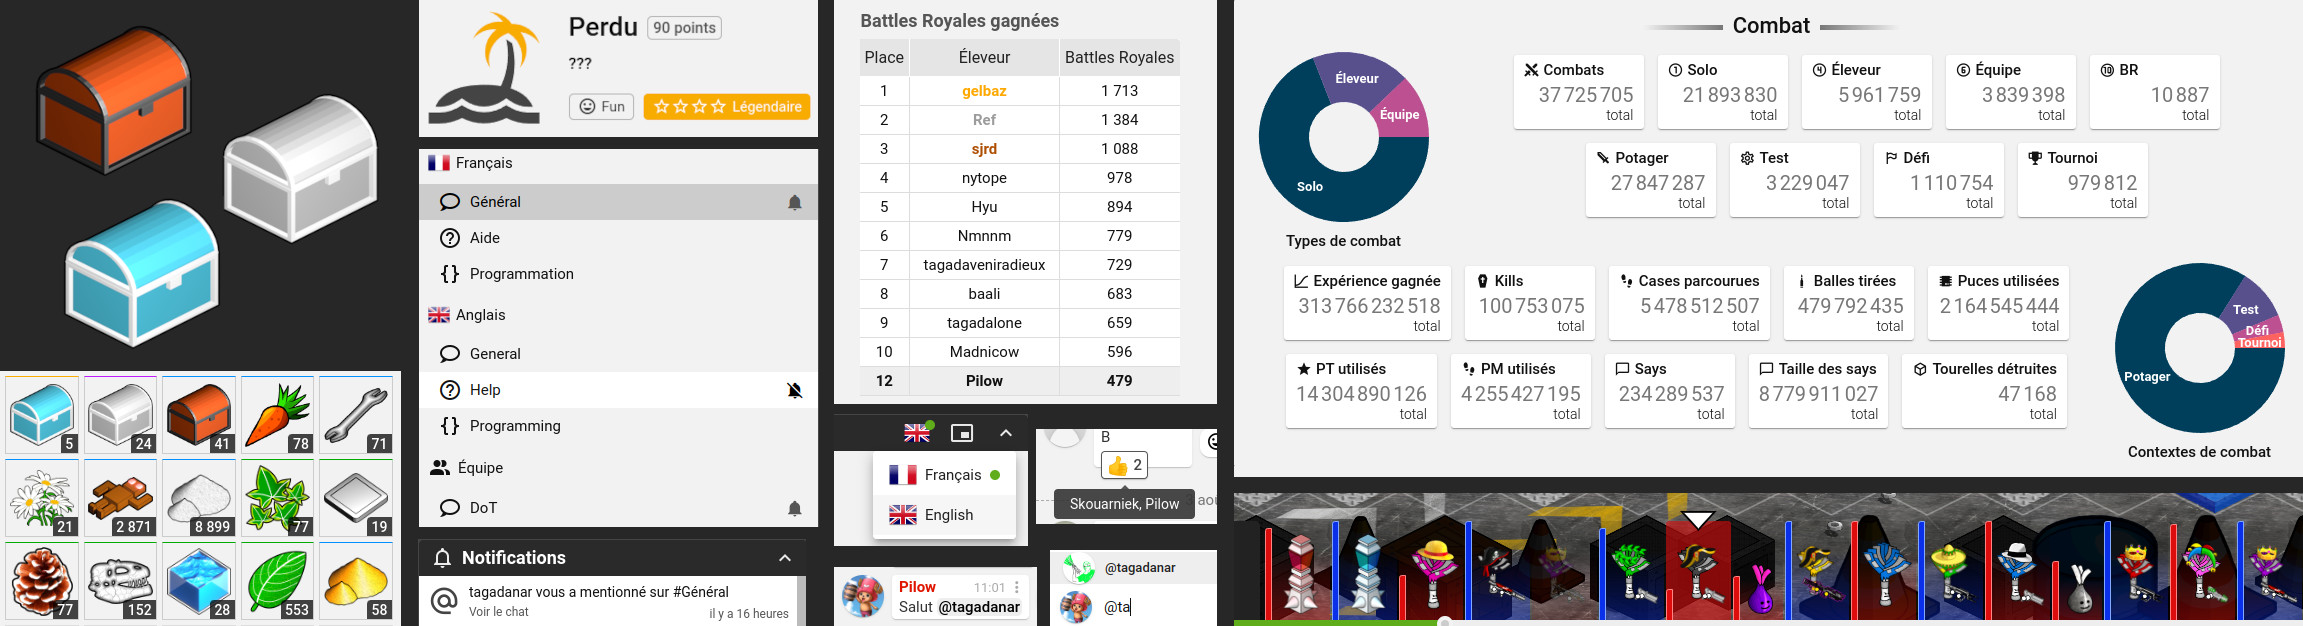 5
24
41
78
71
21
2 871
8 899
77
19
77
152
28
553
58
Perdu 90 points
???
Fun
Légendaire
Français
Général
Aide
Programmation
Anglais
General
Help
Programming
Équipe
DoT
Notifications
tagadanar vous a mentionné sur #Général
Voir le chat
il y a 16 heures
Battles Royales gagnées
Place Éleveur Battles Royales
1 gelbaz 1 713
2 Ref 1 384
3 sjrd 1 088
4 nytope 978
5 Hyu 894
6 Nmnnm 779
7 tagadaveniradieux 729
8 baali 683
9 tagadalone 659
10 Madnicow 596
12 Pilow 479
Français
English
B
2
Skouarniek, Pilow
aoû
Pilow 11:01
Salut @tagadanar
@tagadanar
@ta
Combat
Éleveur
Équipe
Solo
Types de combat
Combats
37 725 705
total
1 Solo
21 893 830
total
4 Éleveur
5 961 759
total
6 Équipe
3 839 398
total
10 BR
10 887
total
Potager
27 847 287
total
Test
3 229 047
total
Défi
1 110 754
total
Tournoi
979 812
total
Expérience gagnée
313 766 232 518
total
Kills
100 753 075
total
Cases parcourues
5 478 512 507
total
Balles tirées
479 792 435
total
Puces utilisées
2 164 545 444
total
PT utilisés
14 304 890 126
total
PM utilisés
4 255 427 195
total
Says
234 289 537
total
Taille des says
8 779 911 027
total
Tourelles détruites
47 168
total
Test
Défi
Tournoi
Potager
Contextes de combat